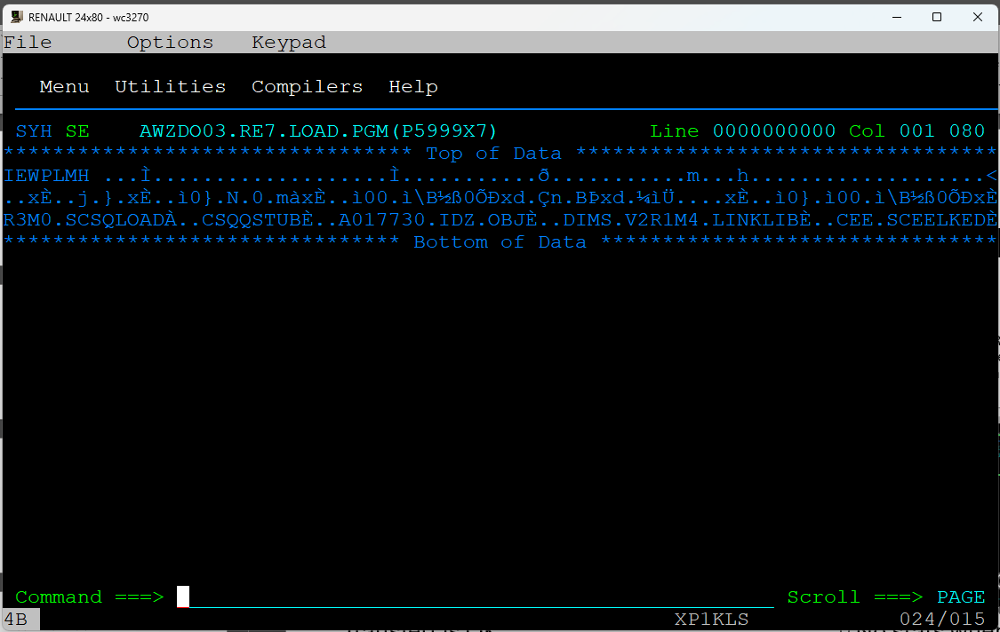 RENAULT 24x80 - wc3270
File Options Keypad
Menu Utilities Compilers Help
SYH SE AWZDO03.RE7.LOAD.PGM(P5999X7) Line 0000000000 Col 001 080
********************************* Top of Data **********************************
IEWPLMH ...Ì...................Ì...........ð...........m...h...................<
..xÈ..j.}.xÈ..ì0}.N.0.màxÈ..ì00.ì\B½ß0ÕÐxd.Çn.BÞxd.¼ìÜ....xÈ..ì0}.ì00.ì\B½ß0ÕÐxÈ
R3M0.SCSQLOADÀ..CSQQSTUBÈ..A017730.IDZ.OBJÈ..DIMS.V2R1M4.LINKLIBÈ..CEE.SCEELKEDÈ
******************************** Bottom of Data ********************************
Command ===> Scroll ===> PAGE
4B XP1KLS 024/015